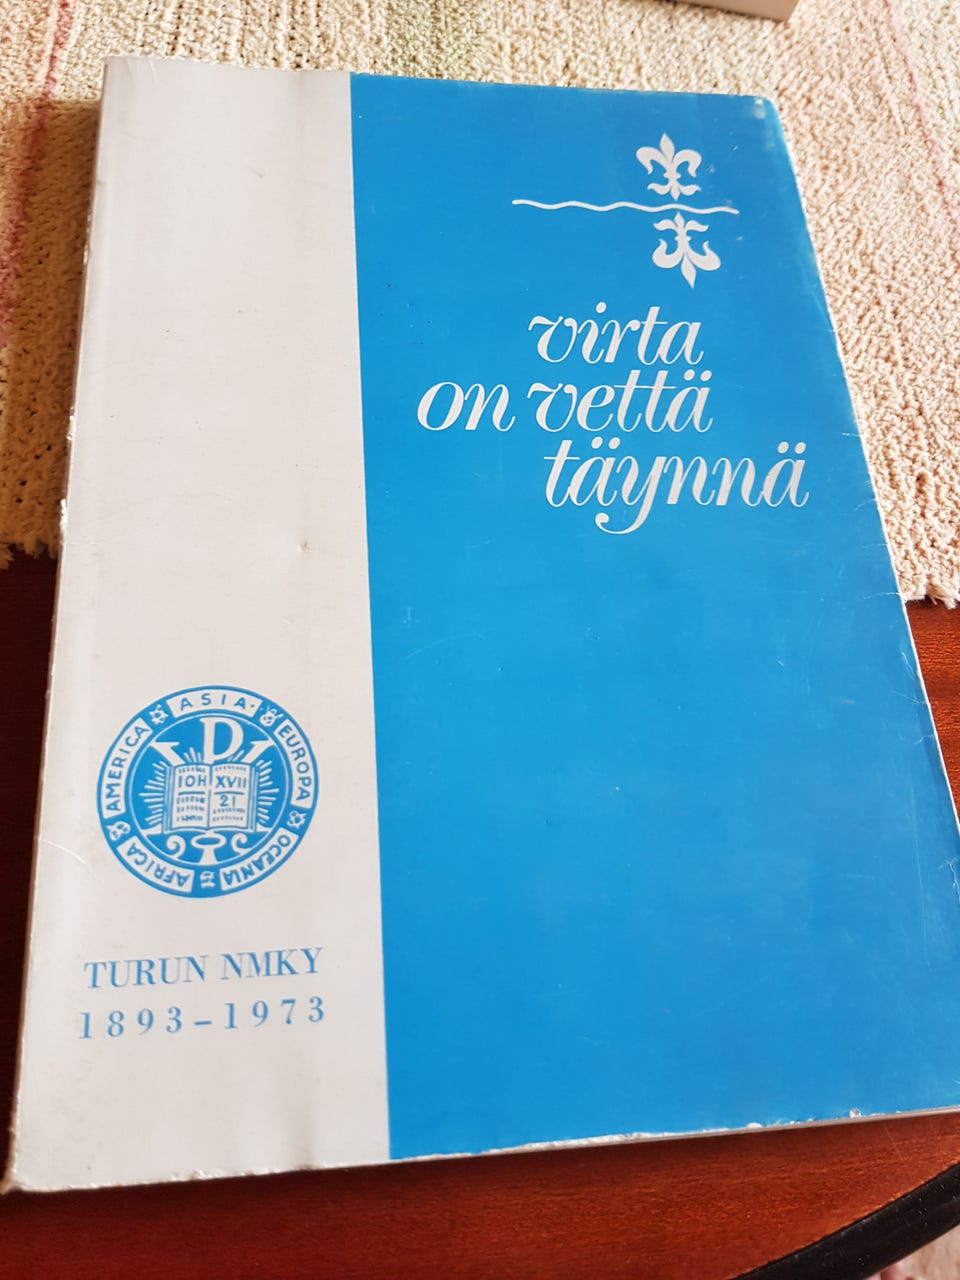 virta
on vettä
täynnä
ASIA
EUROPA
OCEANIA
AFRICA
AMERICA
IOH XVII
21
TURUN NMKY
1893-1973